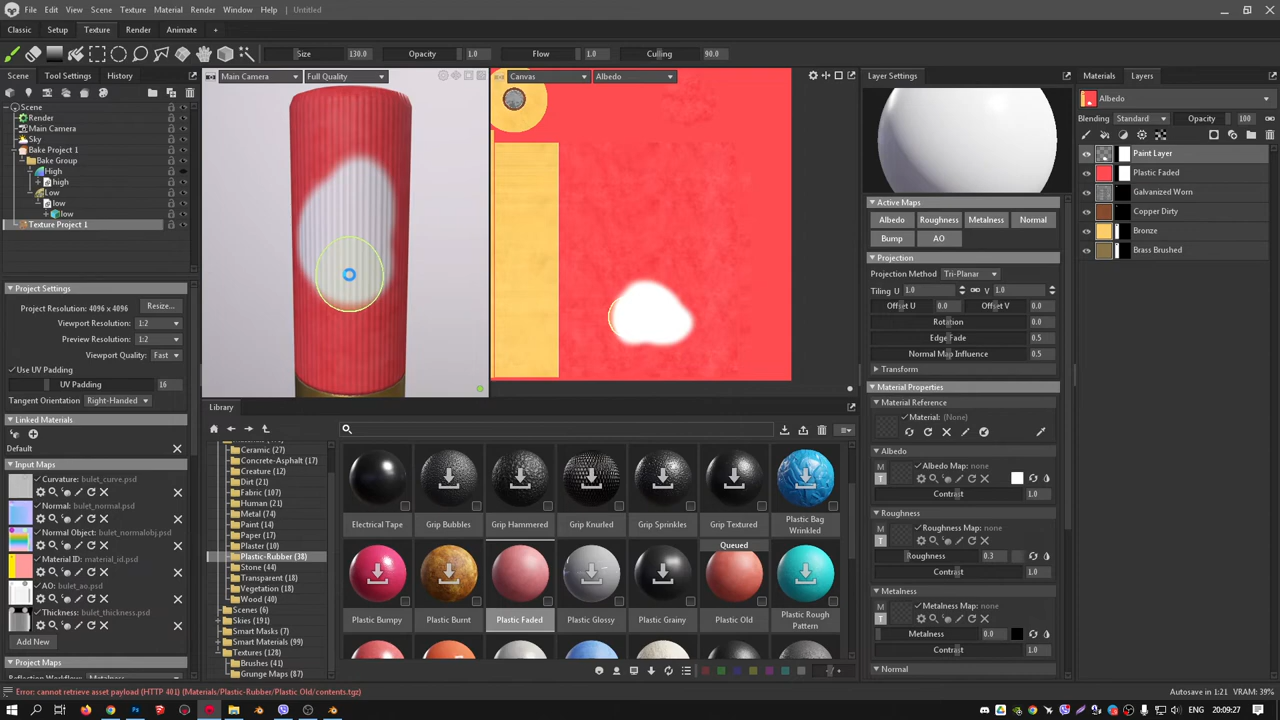 File Edit View Scene Texture Material Render Window Help Untitled
Classic Setup Texture Render Animate +
Size 130.0 Opacity 1.0 Flow 1.0 Culling 90.0
Scene Tool Settings History
Scene
Render
Main Camera
Sky
Bake Project 1
Bake Group
High
high
Low
low
low
Texture Project 1
Project Settings
Project Resolution: 4096 x 4096 Resize...
Viewport Resolution: 1:2
Preview Resolution: 1:2
Viewport Quality: Fast
Use UV Padding
UV Padding 16
Tangent Orientation Right-Handed
Linked Materials
Default
Input Maps
Curvature: bulet_curve.psd
Normal: bulet_normal.psd
Normal Object: bulet_normalobj.psd
Material ID: material_id.psd
AO: bulet_ao.psd
Thickness: bulet_thickness.psd
Add New
Project Maps
Main Camera Full Quality
Canvas Albedo
Library
Ceramic (27)
Concrete-Asphalt (17)
Creature (12)
Dirt (21)
Fabric (107)
Human (21)
Metal (74)
Paint (14)
Paper (17)
Plaster (10)
Plastic-Rubber (38)
Stone (44)
Transparent (18)
Vegetation (18)
Wood (40)
Scenes (6)
Skies (191)
Smart Masks (7)
Smart Materials (99)
Textures (128)
Brushes (41)
Grunge Maps (87)
Electrical Tape Grip Bubbles Grip Hammered Grip Knurled Grip Sprinkles Grip Textured Plastic Bag Wrinkled
Queued
Plastic Bumpy Plastic Burnt Plastic Faded Plastic Glossy Plastic Grainy Plastic Old Plastic Rough Pattern
Layer Settings
Active Maps
Albedo Roughness Metalness Normal
Bump AO
Projection
Projection Method Tri-Planar
Tiling U 1.0 V 1.0
Offset U 0.0 Offset V 0.0
Rotation 0.0
Edge Fade 0.5
Normal Map Influence 0.5
Transform
Material Properties
Material Reference
Material: (None)
Albedo
M
T
Albedo Map: none
Contrast 1.0
Roughness
M
T
Roughness Map: none
Roughness 0.3
Contrast 1.0
Metalness
M
T
Metalness Map: none
Metalness 0.0
Contrast 1.0
Normal
Materials Layers
Albedo
Blending Standard Opacity 100
Paint Layer
Plastic Faded
Galvanized Worn
Copper Dirty
Bronze
Brass Brushed
Error: cannot retrieve asset payload (HTTP 401) (Materials/Plastic-Rubber/Plastic Old/contents.tgz)
Autosave in 1:21 VRAM: 39%
ENG 20:09:27